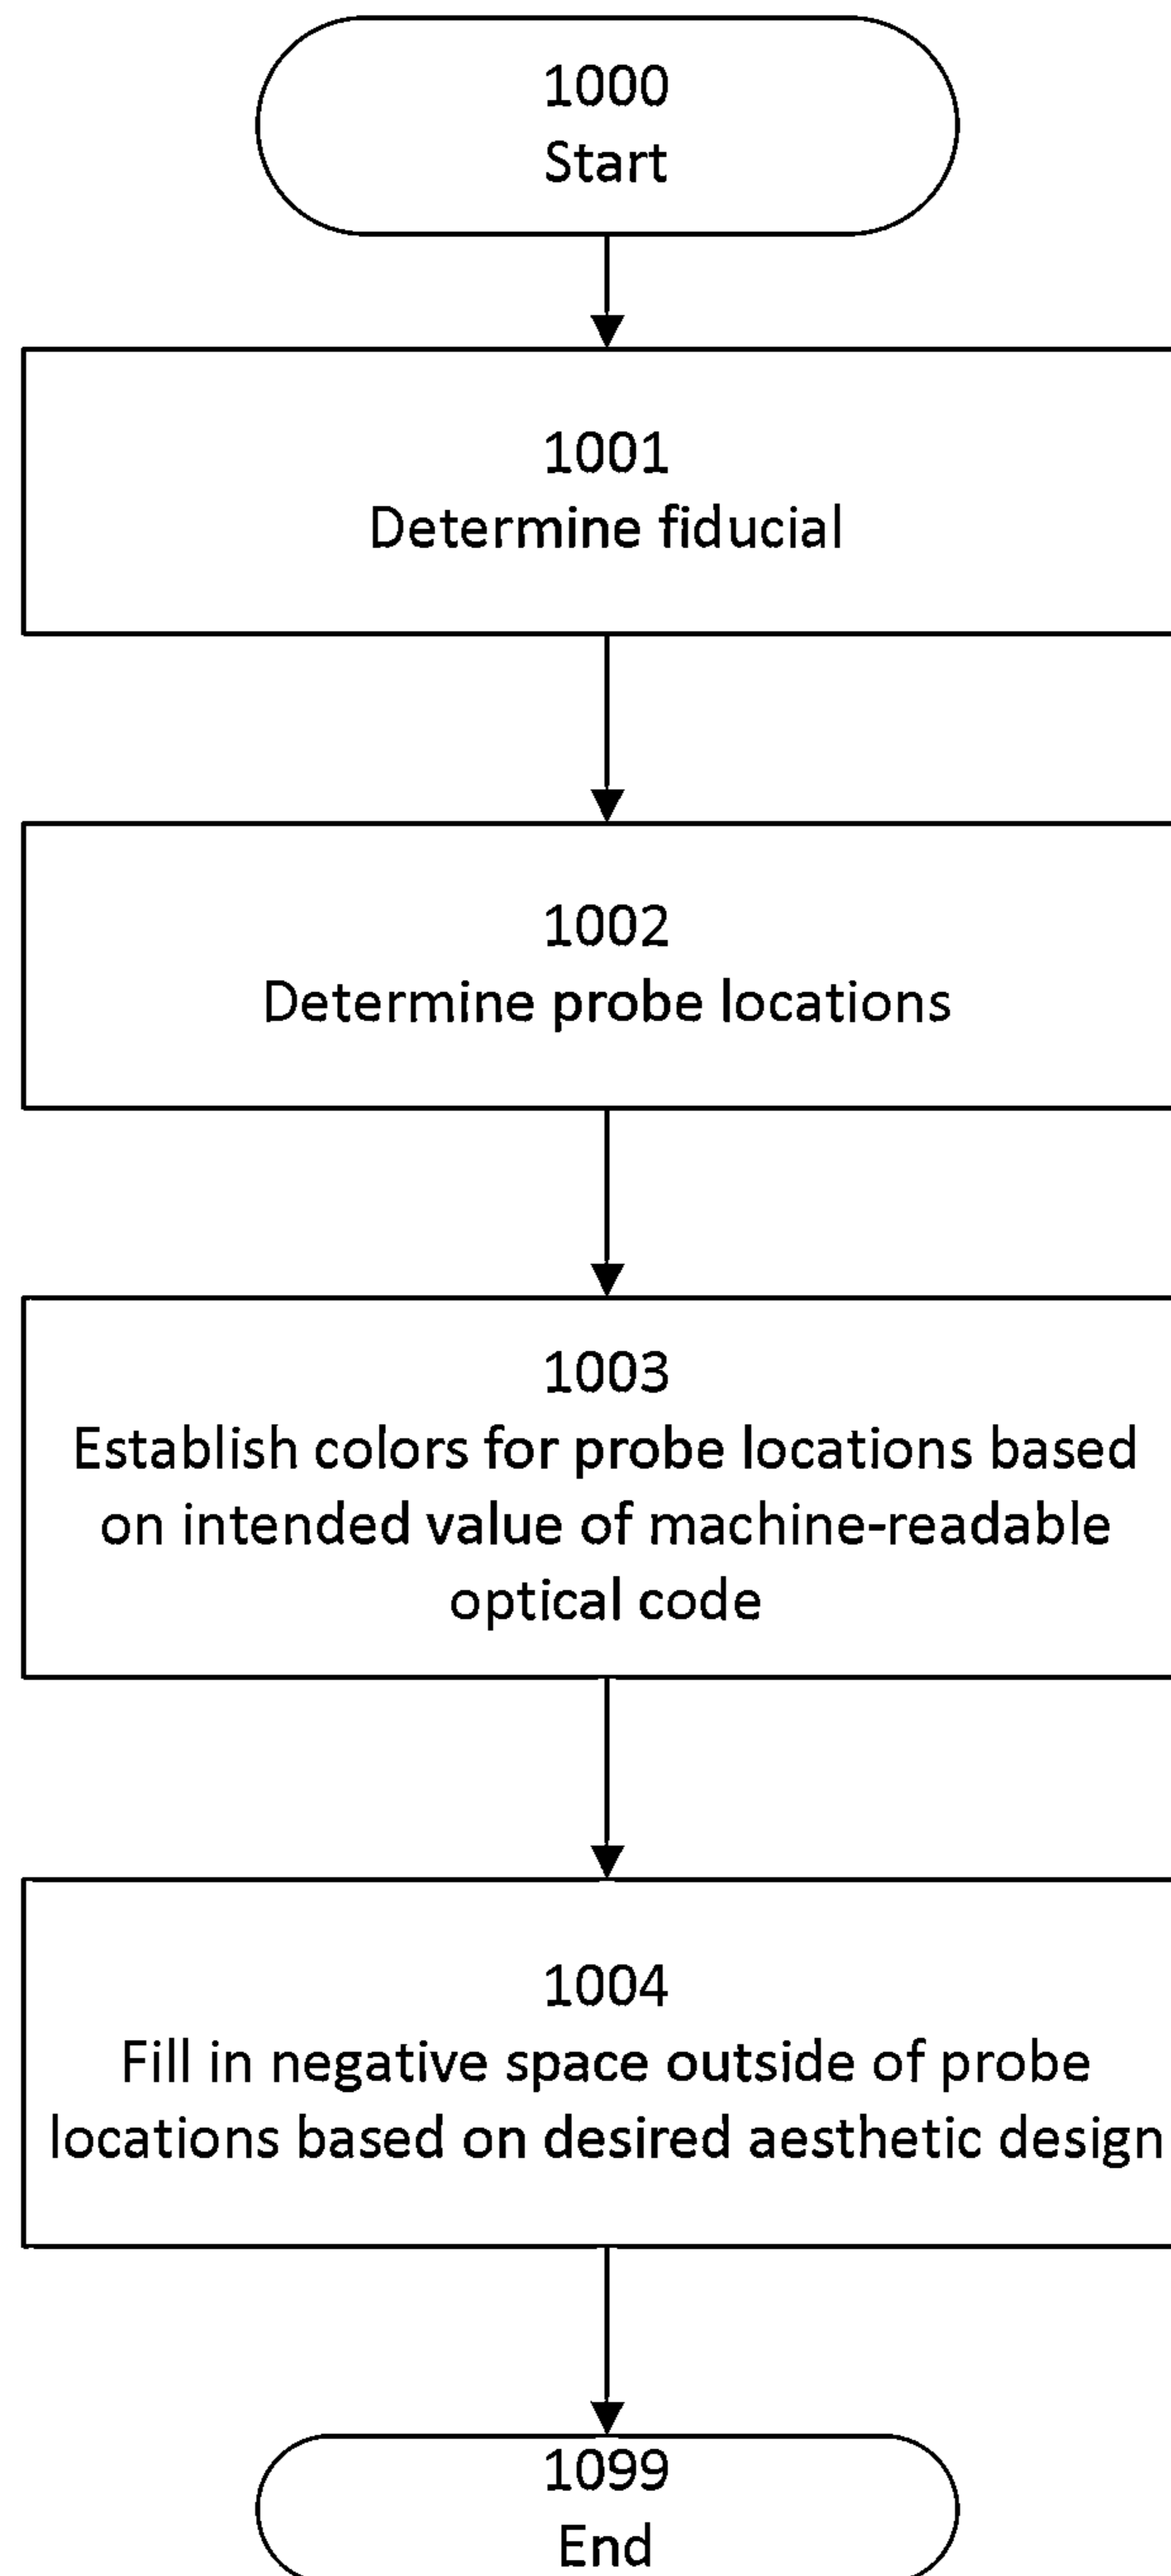 1000
Start
1001
Determine fiducial
1002
Determine probe locations
1003
Establish colors for probe locations based
on intended value of machine-readable
optical code
1004
Fill in negative space outside of probe
locations based on desired aesthetic design
1099
End